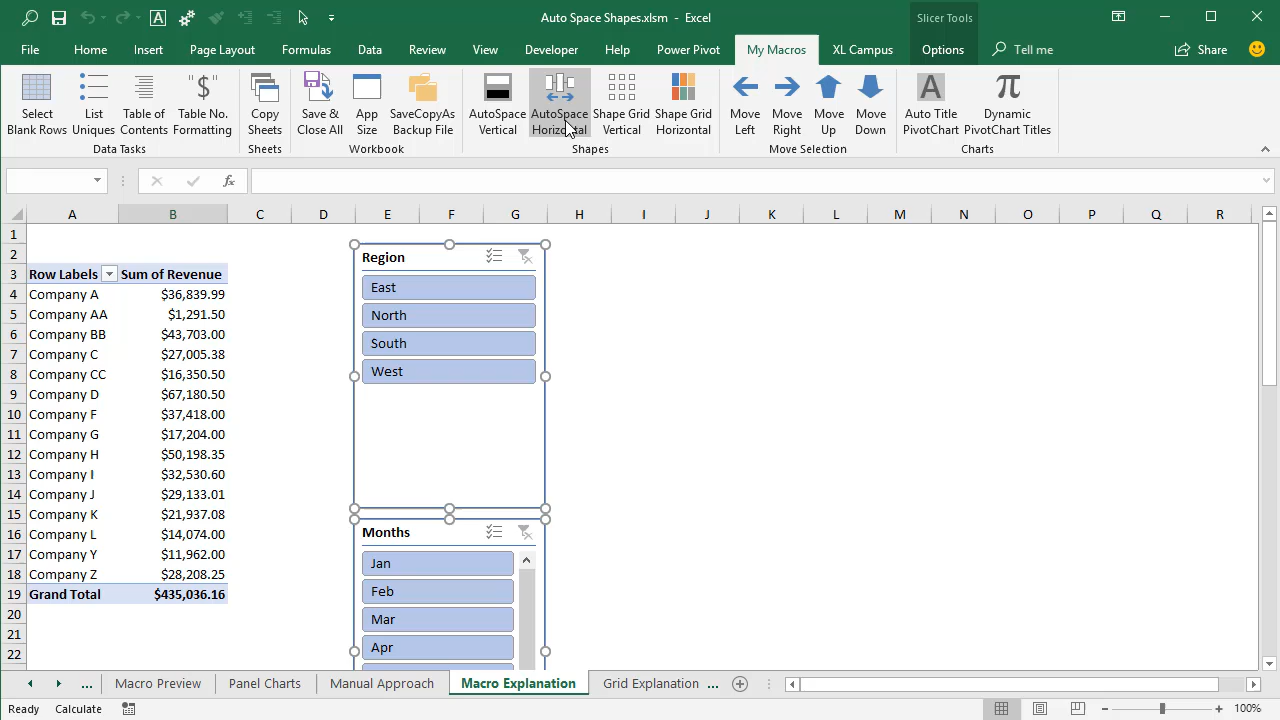 Auto Space Shapes.xlsm - Excel
Slicer Tools
File Home Insert Page Layout Formulas Data Review View Developer Help Power Pivot My Macros XL Campus Options Tell me Share
Select Blank Rows
List Uniques
Table of Contents
Table No. Formatting
Copy Sheets
Save & Close All
App Size
SaveCopyAs Backup File
AutoSpace Vertical
AutoSpace Horizontal
Shape Grid Vertical
Shape Grid Horizontal
Move Left
Move Right
Move Up
Move Down
Auto Title PivotChart
Dynamic PivotChart Titles
Data Tasks Sheets Workbook Shapes Move Selection Charts
fx
A B C D E F G H I J K L M N O P Q R
1
2
3 Row Labels Sum of Revenue
4 Company A $36,839.99
5 Company AA $1,291.50
6 Company BB $43,703.00
7 Company C $27,005.38
8 Company CC $16,350.50
9 Company D $67,180.50
10 Company F $37,418.00
11 Company G $17,204.00
12 Company H $50,198.35
13 Company I $32,530.60
14 Company J $29,133.01
15 Company K $21,937.08
16 Company L $14,074.00
17 Company Y $11,962.00
18 Company Z $28,208.25
19 Grand Total $435,036.16
20
21
22
Region
East
North
South
West
Months
Jan
Feb
Mar
Apr
... Macro Preview Panel Charts Manual Approach Macro Explanation Grid Explanation ...
Ready Calculate 100%